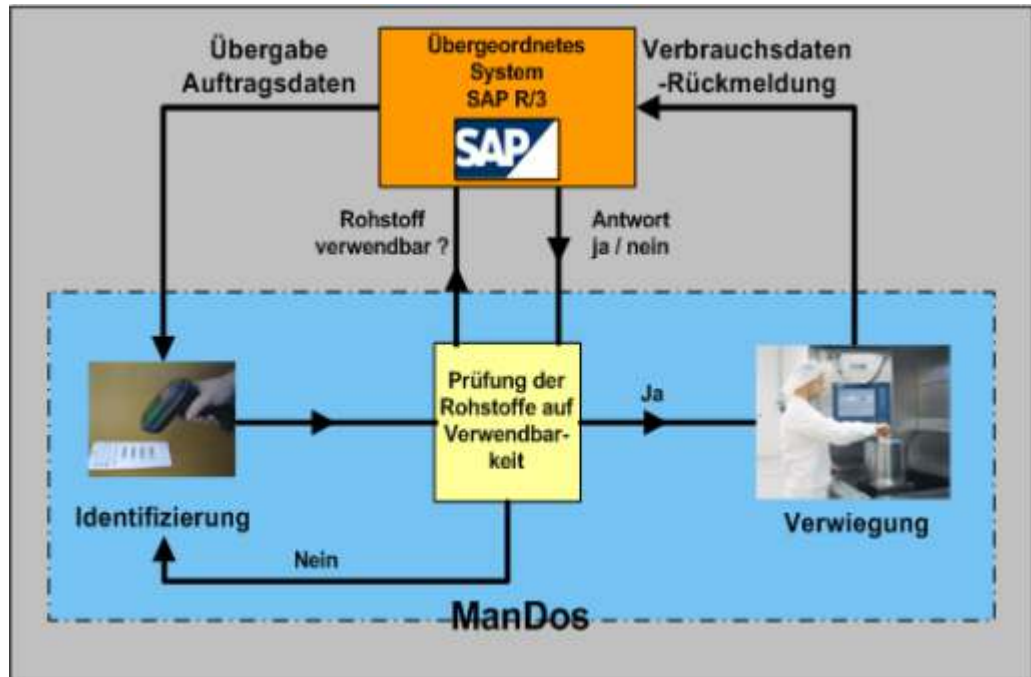 Übergabe
Auftragsdaten
Übergeordnetes
System
SAP R/3
SAP
Verbrauchsdaten
-Rückmeldung
Rohstoff
verwendbar ?
Antwort
ja / nein
Prüfung der
Rohstoffe auf
Verwendbar-
keit
Ja
Identifizierung
Verwiegung
Nein
ManDos